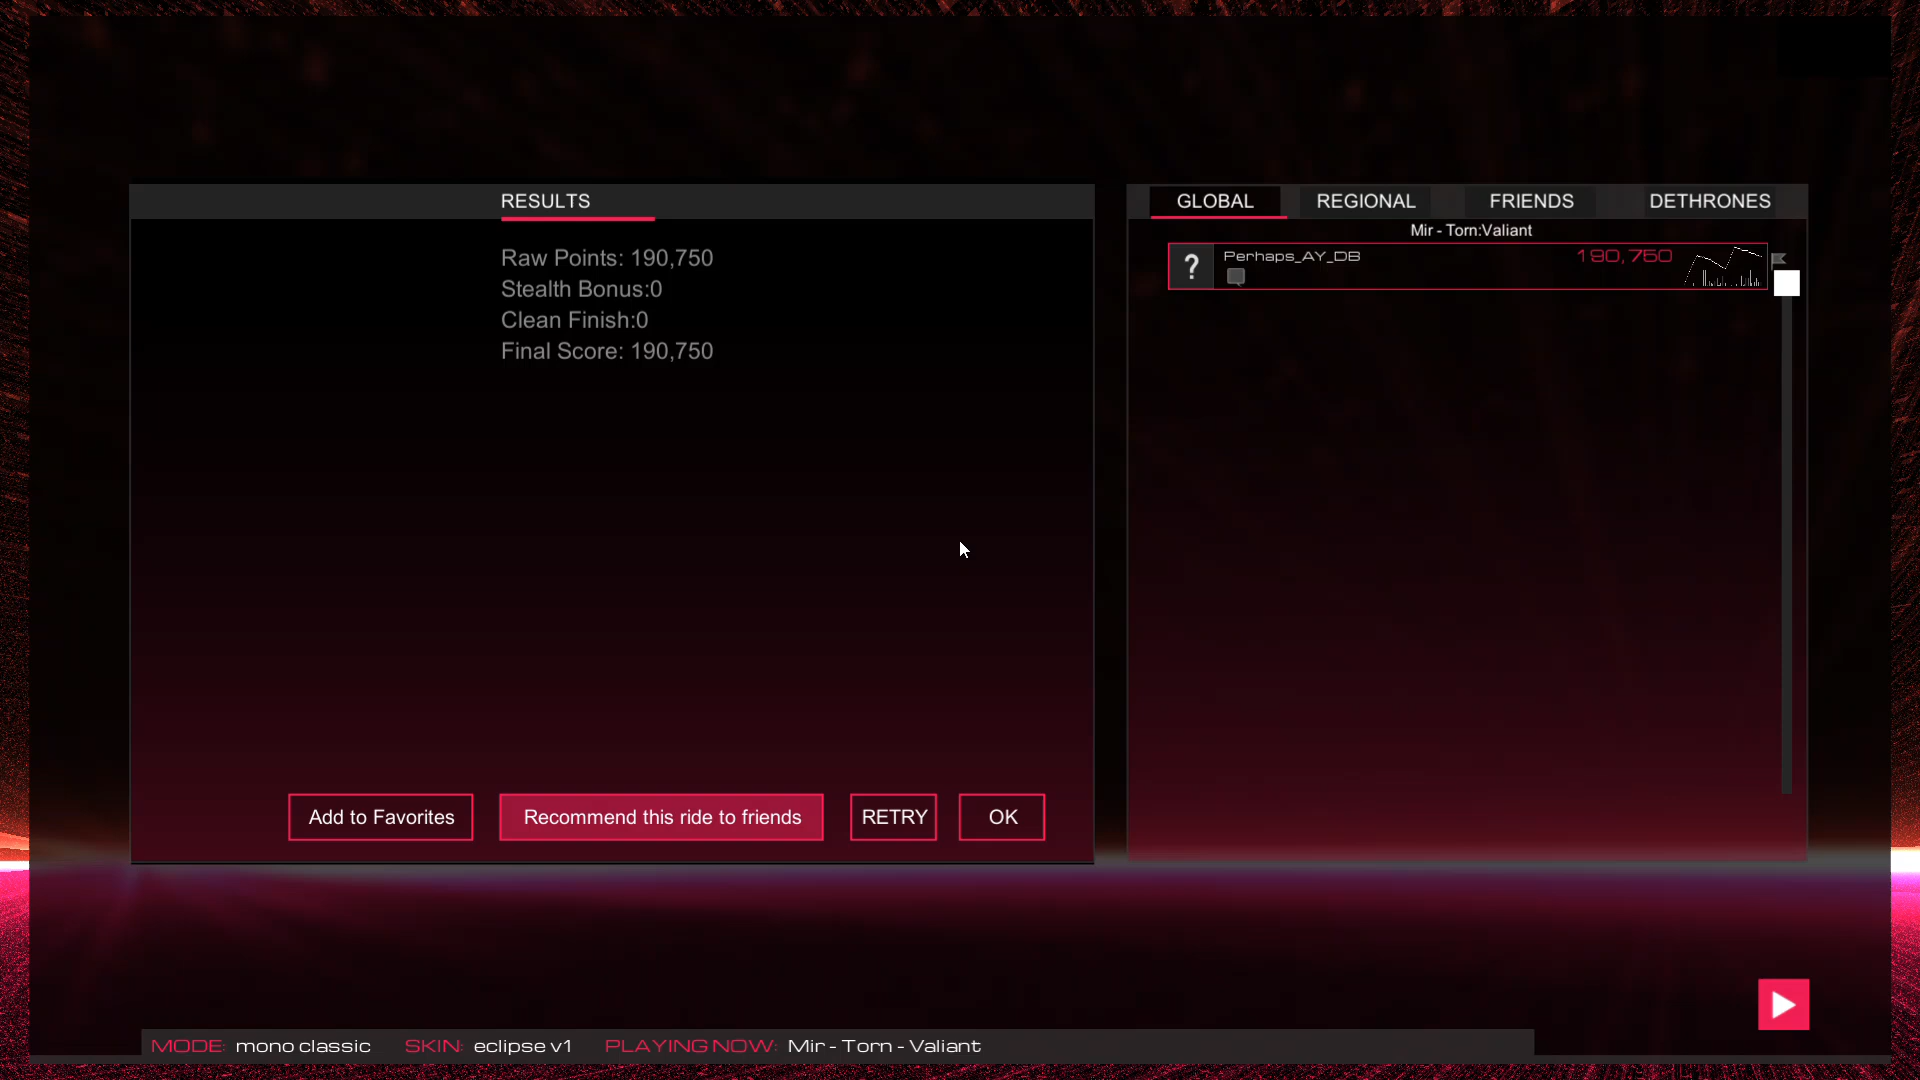 RESULTS
Raw Points: 190,750
Stealth Bonus:0
Clean Finish:0
Final Score: 190,750
Add to Favorites
Recommend this ride to friends
RETRY
OK
GLOBAL
REGIONAL
FRIENDS
DETHRONES
Mir - Torn:Valiant
?
Perhaps_AY_DB
190,750
MODE: mono classic
SKIN: eclipse v1
PLAYING NOW: Mir - Torn - Valiant